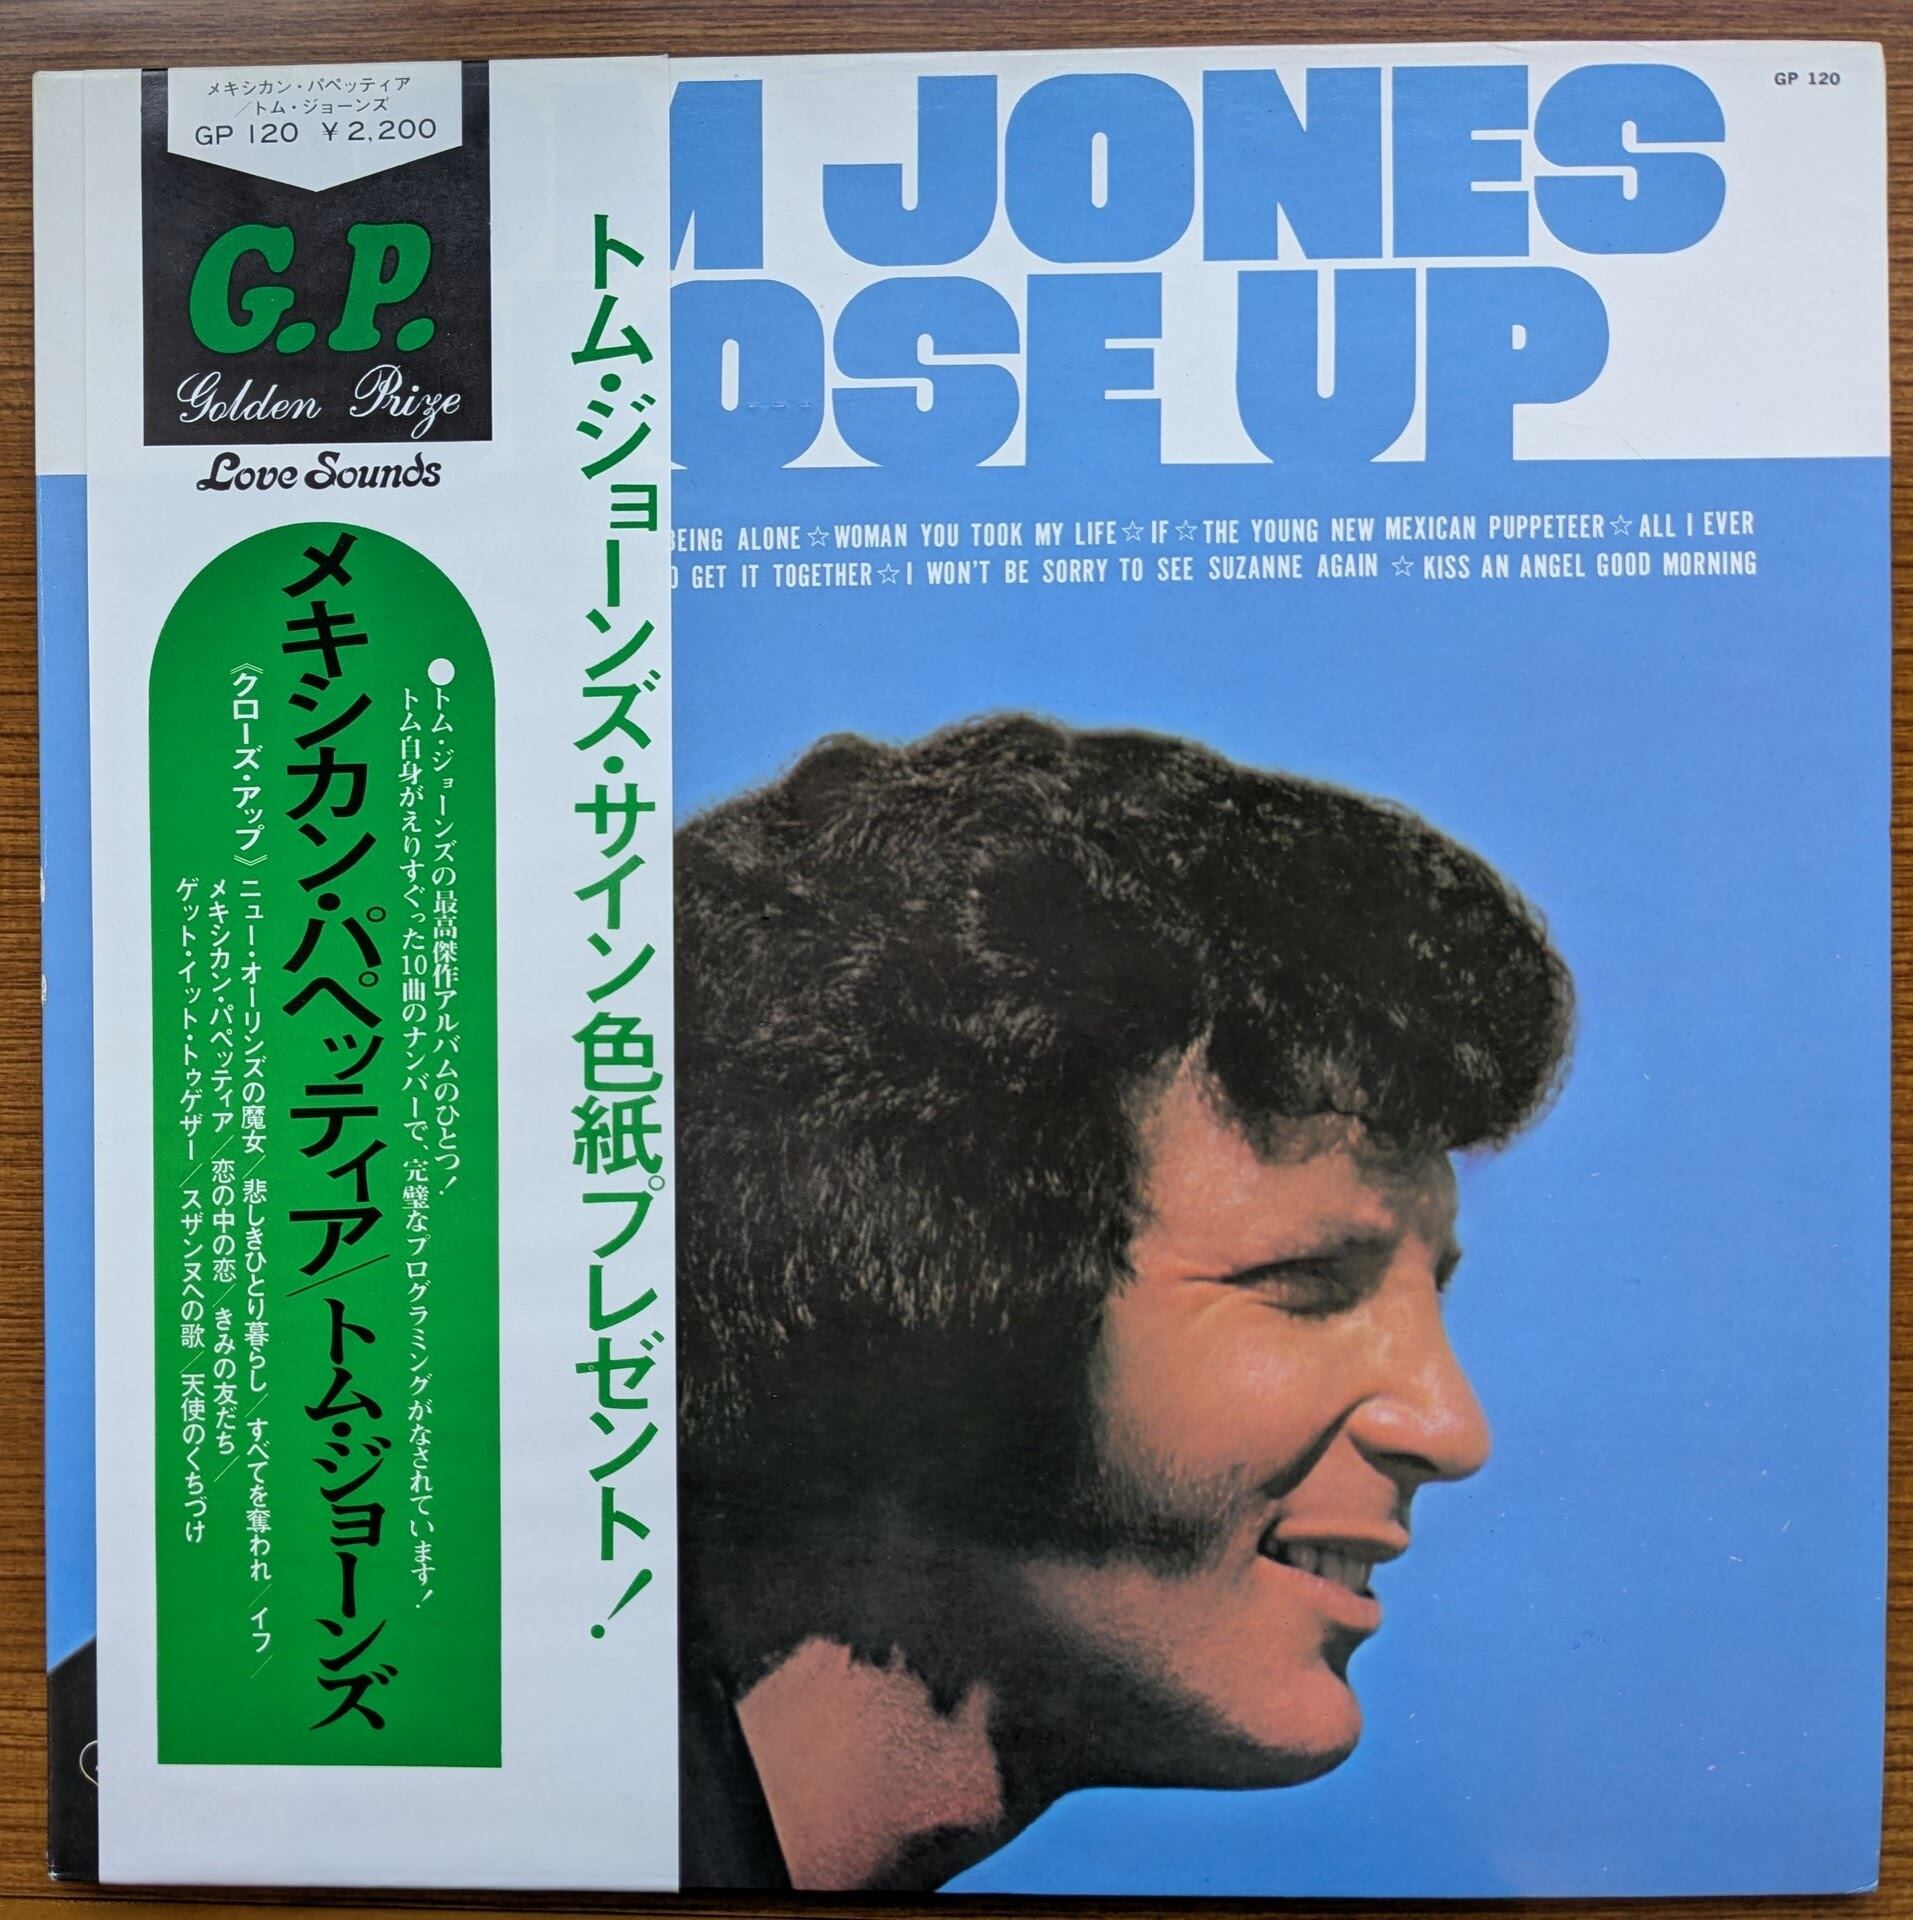 メキシカン・パペッティア
／トム・ジョーンズ
GP 120 ¥2,200
G.P.
Golden Prize
Love Sounds
トム・ジョーンズ・サイン色紙プレゼント!
●トム・ジョーンズの最高傑作アルバムのひとつ!
トム自身がえりすぐった10曲のナンバーで、完璧なプログラミングがなされています!
メキシカン・パペッティア/トム・ジョーンズ
《クローズ・アップ》ニュー・オーリンズの魔女/悲しきひとり暮らし/すべてを奪われ/イフ/
メキシカン・パペッティア/恋の中の恋/きみの友だち/
ゲット・イット・トゥゲザー/スザンヌへの歌/天使のくちづけ
GP 120
M JONES
OSE UP
BEING ALONE☆WOMAN YOU TOOK MY LIFE☆IF☆THE YOUNG NEW MEXICAN PUPPETEER☆ALL I EVER
GET IT TOGETHER☆I WON'T BE SORRY TO SEE SUZANNE AGAIN ☆KISS AN ANGEL GOOD MORNING